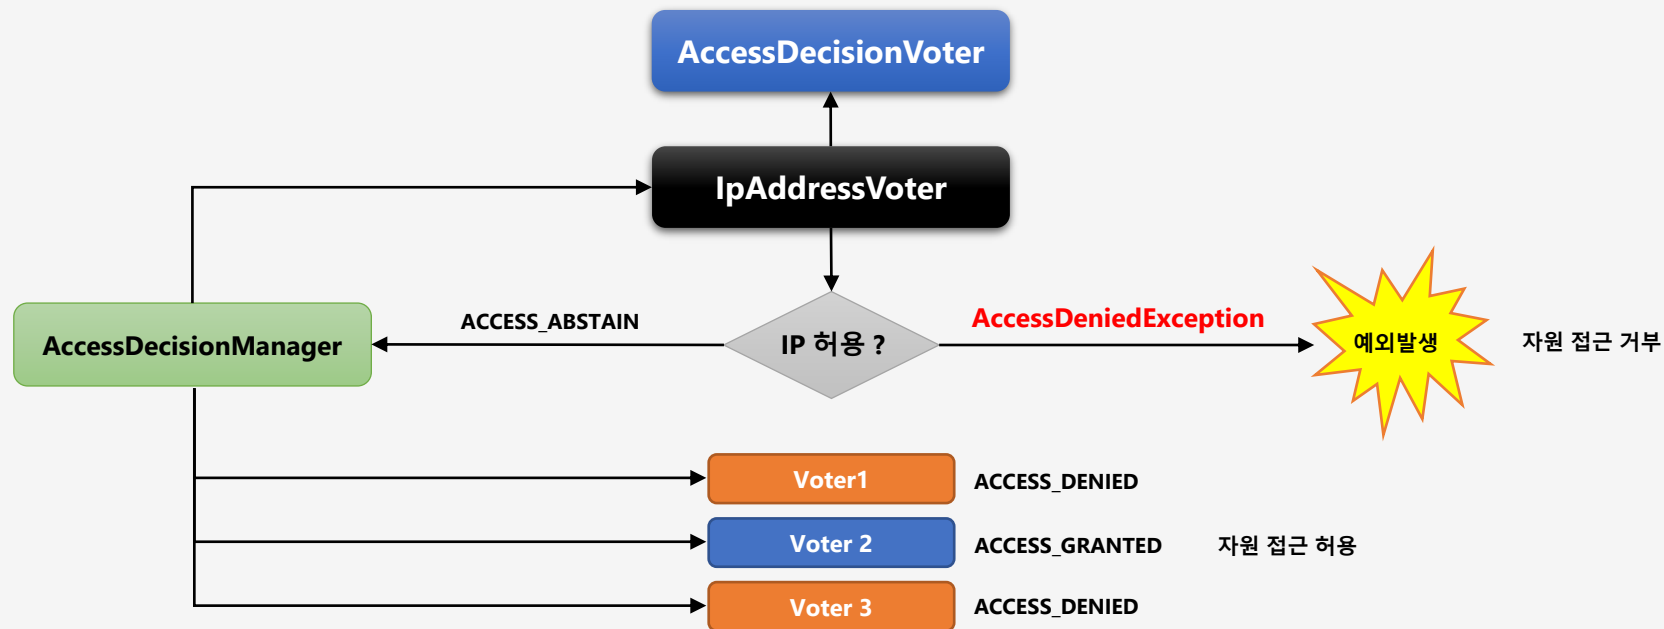 AccessDecisionVoter
IpAddressVoter
AccessDecisionManager
ACCESS_ABSTAIN
IP 허용 ?
AccessDeniedException
예외발생
자원 접근 거부
Voter1
ACCESS_DENIED
Voter 2
ACCESS_GRANTED
자원 접근 허용
Voter 3
ACCESS_DENIED